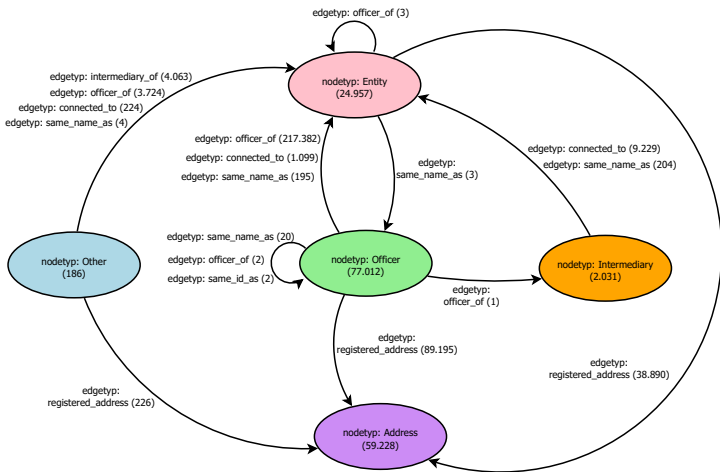 edgetyp: officer_of (3)
edgetyp: intermediary_of (4.063)
edgetyp: officer_of (3.724)
edgetyp: connected_to (224)
edgetyp: same_name_as (4)
nodetyp: Entity
(24.957)
edgetyp: officer_of (217.382)
edgetyp: connected_to (1.099)
edgetyp: same_name_as (195)
edgetyp:
same_name_as (3)
edgetyp: connected_to (9.229)
edgetyp: same_name_as (204)
edgetyp: same_name_as (20)
edgetyp: officer_of (2)
edgetyp: same_id_as (2)
nodetyp: Other
(186)
nodetyp: Officer
(77.012)
nodetyp: Intermediary
(2.031)
edgetyp:
officer_of (1)
edgetyp:
registered_address (89.195)
edgetyp:
registered_address (38.890)
edgetyp:
registered_address (226)
nodetyp: Address
(59.228)